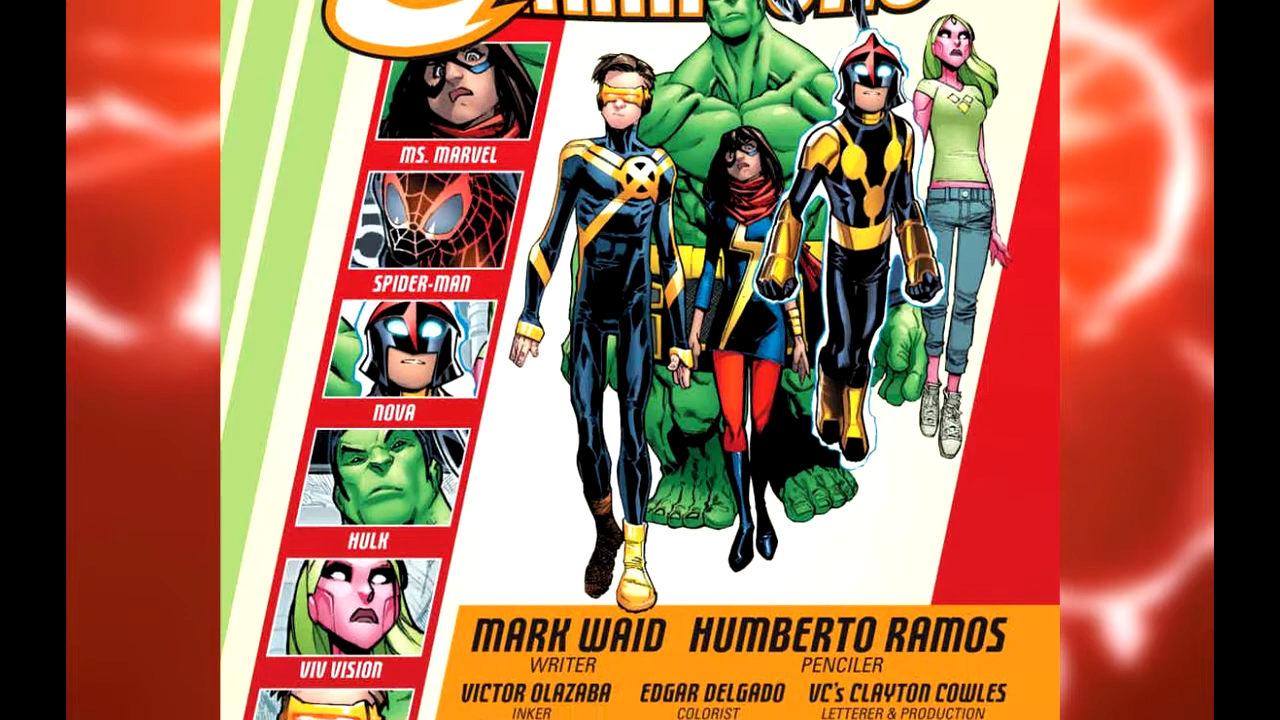 MS. MARVEL
SPIDER-MAN
NOVA
HULK
VIV VISION
MARK WAID
WRITER
HUMBERTO RAMOS
PENCILER
VICTOR OLAZABA
INKER
EDGAR DELGADO
COLORIST
VC's CLAYTON COWLES
LETTERER & PRODUCTION